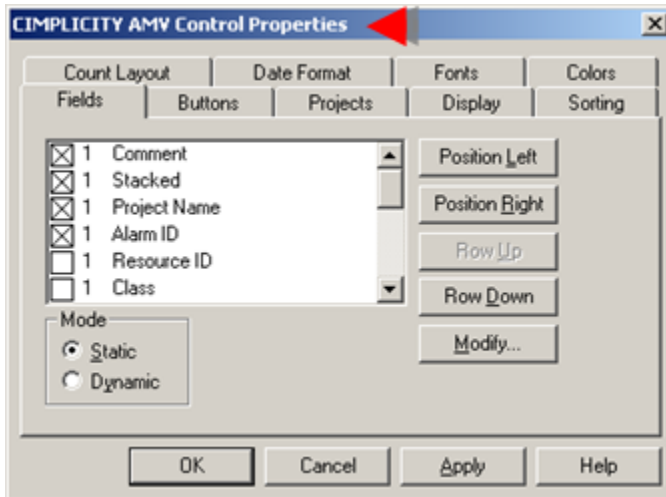 CIMPLICITY AMV Control Properties
Count Layout Date Format Fonts Colors
Fields Buttons Projects Display Sorting
1 Comment
1 Stacked
1 Project Name
1 Alarm ID
1 Resource ID
1 Class
Position Left
Position Right
Row Up
Row Down
Modify...
Mode
Static
Dynamic
OK Cancel Apply Help